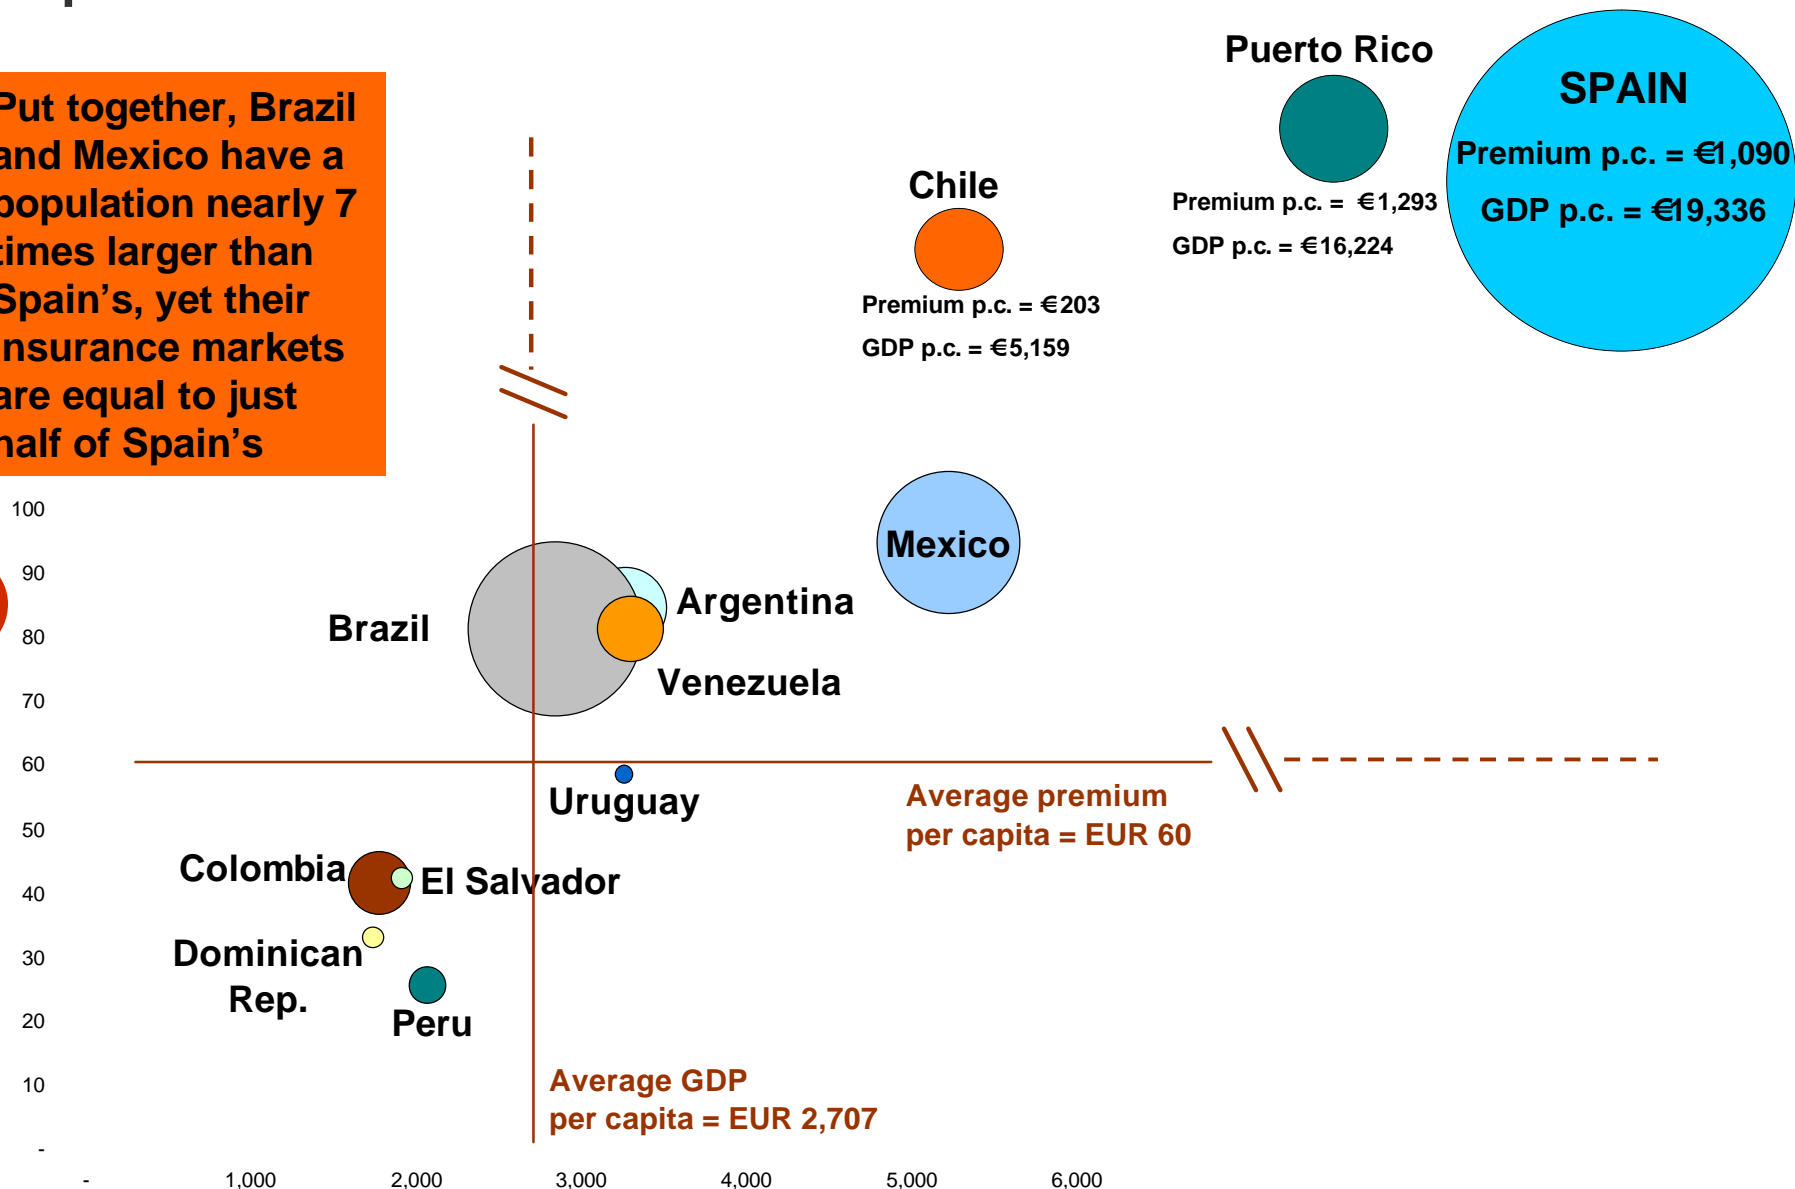 Put together, Brazil
and Mexico have a
population nearly 7
times larger than
Spain's, yet their
insurance markets
are equal to just
half of Spain's
Puerto Rico
Premium p.c. = €1,293
GDP p.c. = €16,224
SPAIN
Premium p.c. = €1,090
GDP p.c. = €19,336
Chile
Premium p.c. = €203
GDP p.c. = €5,159
Mexico
Brazil
Argentina
Venezuela
Uruguay
Average premium
per capita = EUR 60
Colombia
El Salvador
Dominican
Rep.
Peru
Average GDP
per capita = EUR 2,707
100
90
80
70
60
50
40
30
20
10
-
- 1,000 2,000 3,000 4,000 5,000 6,000